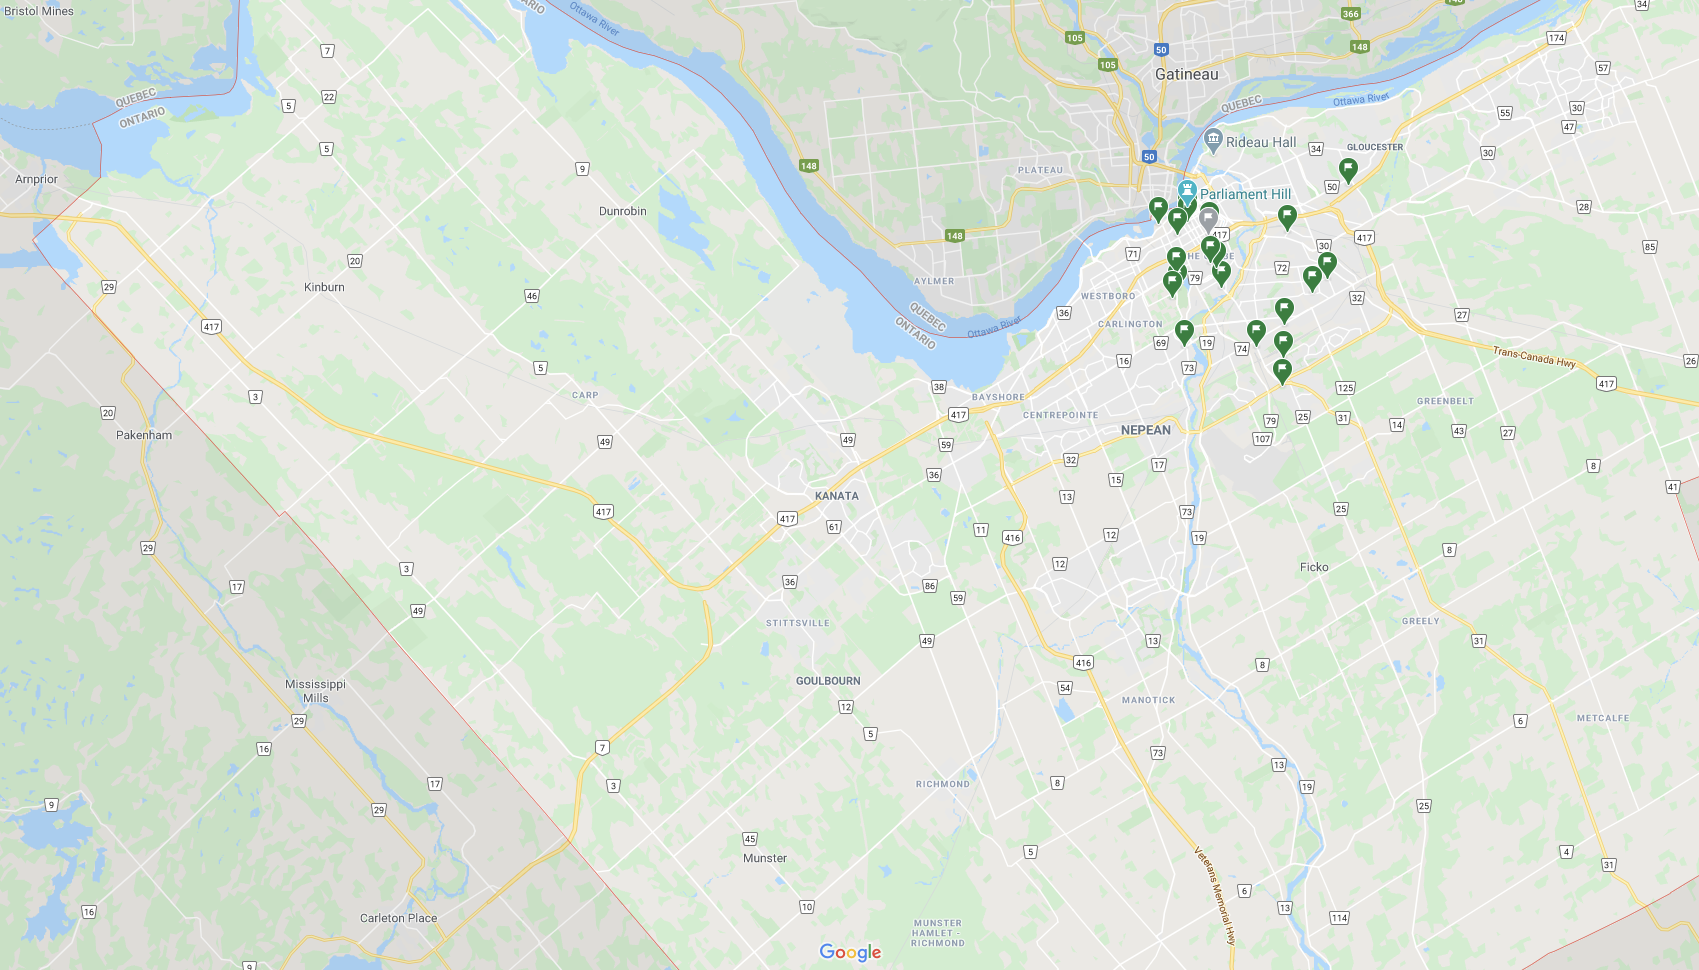 Bristol Mines
ONTARIO
Ottawa River
366
34
148
105
50
148
174
105
Gatineau
57
7
QUEBEC
ONTARIO
22
5
QUEBEC
Ottawa River
55
30
47
Rideau Hall
34
GLOUCESTER
5
50
30
9
148
PLATEAU
Arnprior
Parliament Hill
50
28
Dunrobin
148
417
417
30
85
71
20
29
Kinburn
46
AYLMER
79
72
WESTBORO
32
QUEBEC
ONTARIO
Ottawa River
36
27
417
CARLINGTON
69
19
74
Trans-Canada Hwy
16
73
26
417
5
3
38
125
CARP
BAYSHORE
GREENBELT
20
417
CENTREPOINTE
79
25
31
14
Pakenham
49
49
59
NEPEAN
107
43
27
32
17
8
36
15
41
KANATA
13
417
417
61
73
25
11
416
12
19
29
8
3
12
Ficko
17
36
86
59
49
STITTSVILLE
GREELY
49
13
31
416
8
GOULBOURN
Mississippi
Mills
54
MANOTICK
12
6
METCALFE
29
5
7
16
73
13
17
3
RICHMOND
8
19
9
29
25
45
Munster
5
4
31
Veterans Memorial Hwy
6
16
Carleton Place
10
13
114
MUNSTER
HAMLET -
RICHMOND
Google
9